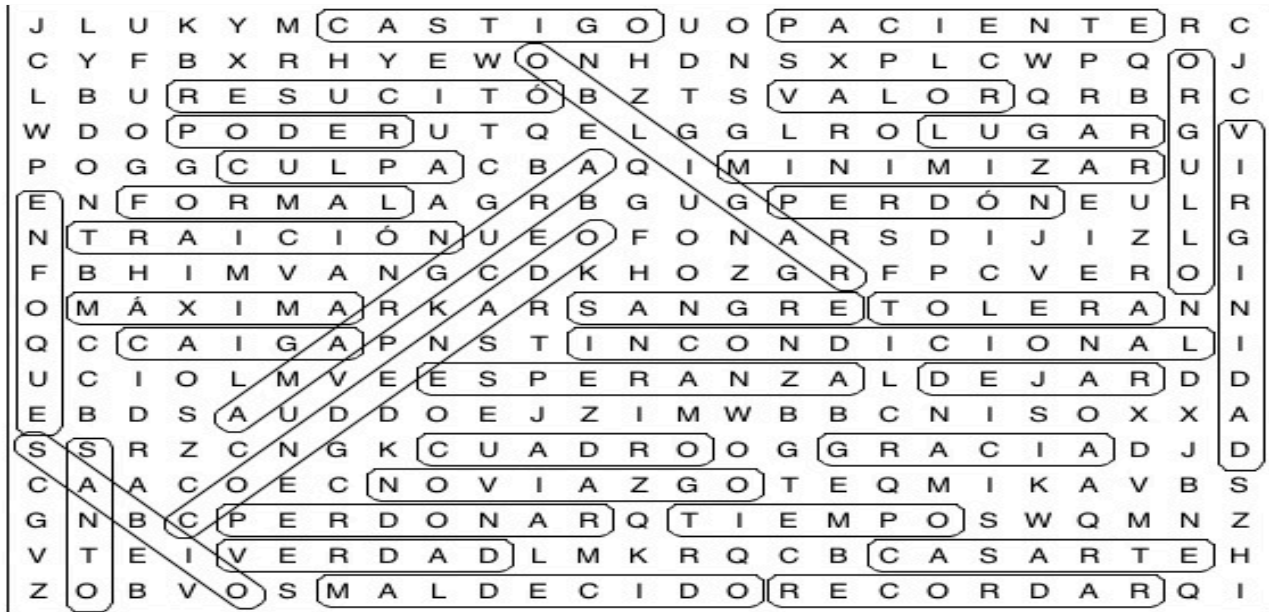 J L U K Y M C A S T I G O U O P A C I E N T E R C
C Y F B X R H Y E W O N H D N S X P L C W P Q O J
L B U R E S U C I T Ó B Z T S V A L O R Q R B R C
W D O P O D E R U T Q E L G G L R O L U G A R G V
P O G G C U L P A C B A Q I M I N I M I Z A R U I
E N F O R M A L A G R B G U G P E R D Ó N E U L R
N T R A I C I Ó N U E O F O N A R S D I J I Z L G
F B H I M V A N G C D K H O Z G R F P C V E R O I
O M Á X I M A R K A R S A N G R E T O L E R A N N
Q C C A I G A P N S T I N C O N D I C I O N A L I
U C I O L M V E E S P E R A N Z A L D E J A R D D
E B D S A U D D O E J Z I M W B B C N I S O X X A
S S R Z C N G K C U A D R O O G G R A C I A D J D
C A A C O E C N O V I A Z G O T E Q M I K A V B S
G N B C P E R D O N A R Q T I E M P O S W Q M N Z
V T E I V E R D A D L M K R Q C B C A S A R T E H
Z O B V O S M A L D E C I D O R E C O R D A R Q I